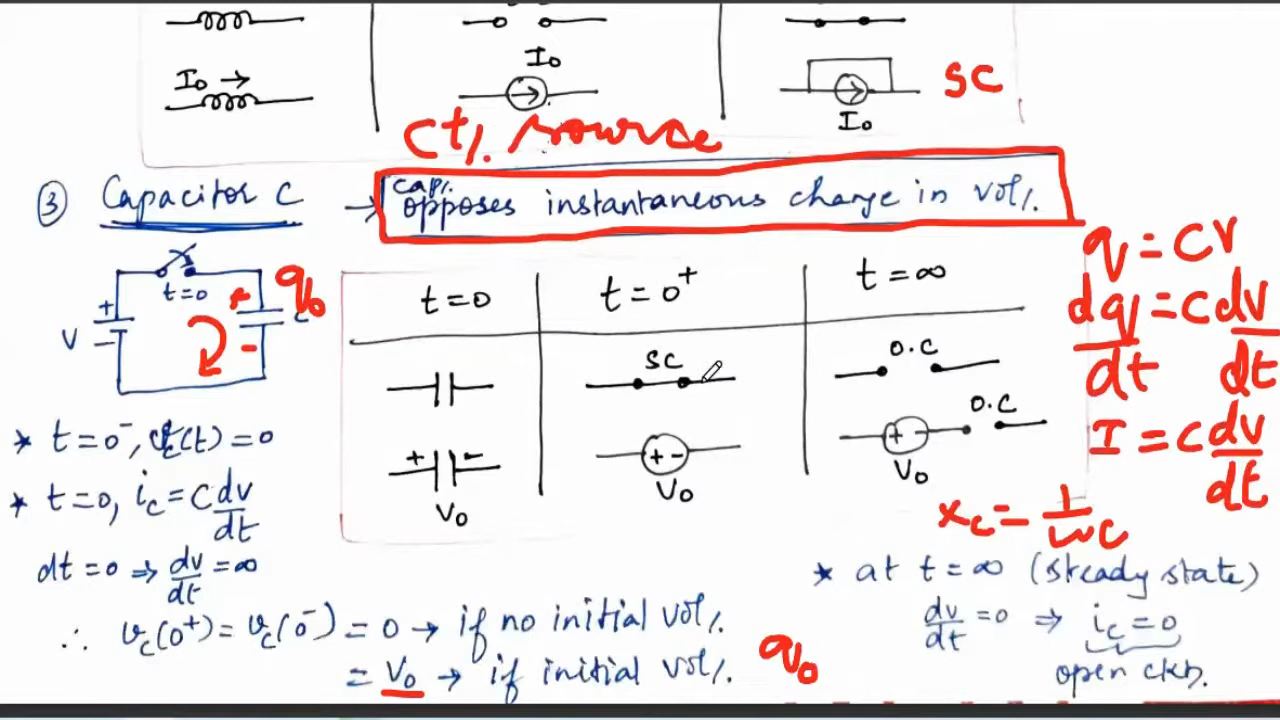 I₀ →
I₀
SC
I₀
Ct/. source
③ Capacitor C → cap/. opposes instantaneous change in vol/.
t=0
V
+
−
C
+
−
q₀
t=0
t=0⁺
t=∞
SC
O.C
+ −
V₀
+ −
V₀
+ −
V₀
O.C
q = CV
dq/dt = C dv/dt
I = C dv/dt
Xc = 1/ωC
* t=0⁻, (t)=0
* t=0, ic = C dv/dt
dt=0 ⇒ dv/dt = ∞
∴ vc(0⁺) = vc(0⁻) = 0 → if no initial vol/.
= V₀ → if initial vol/.
* at t=∞ (steady state)
dv/dt = 0 ⇒ ic = 0
open ckt.